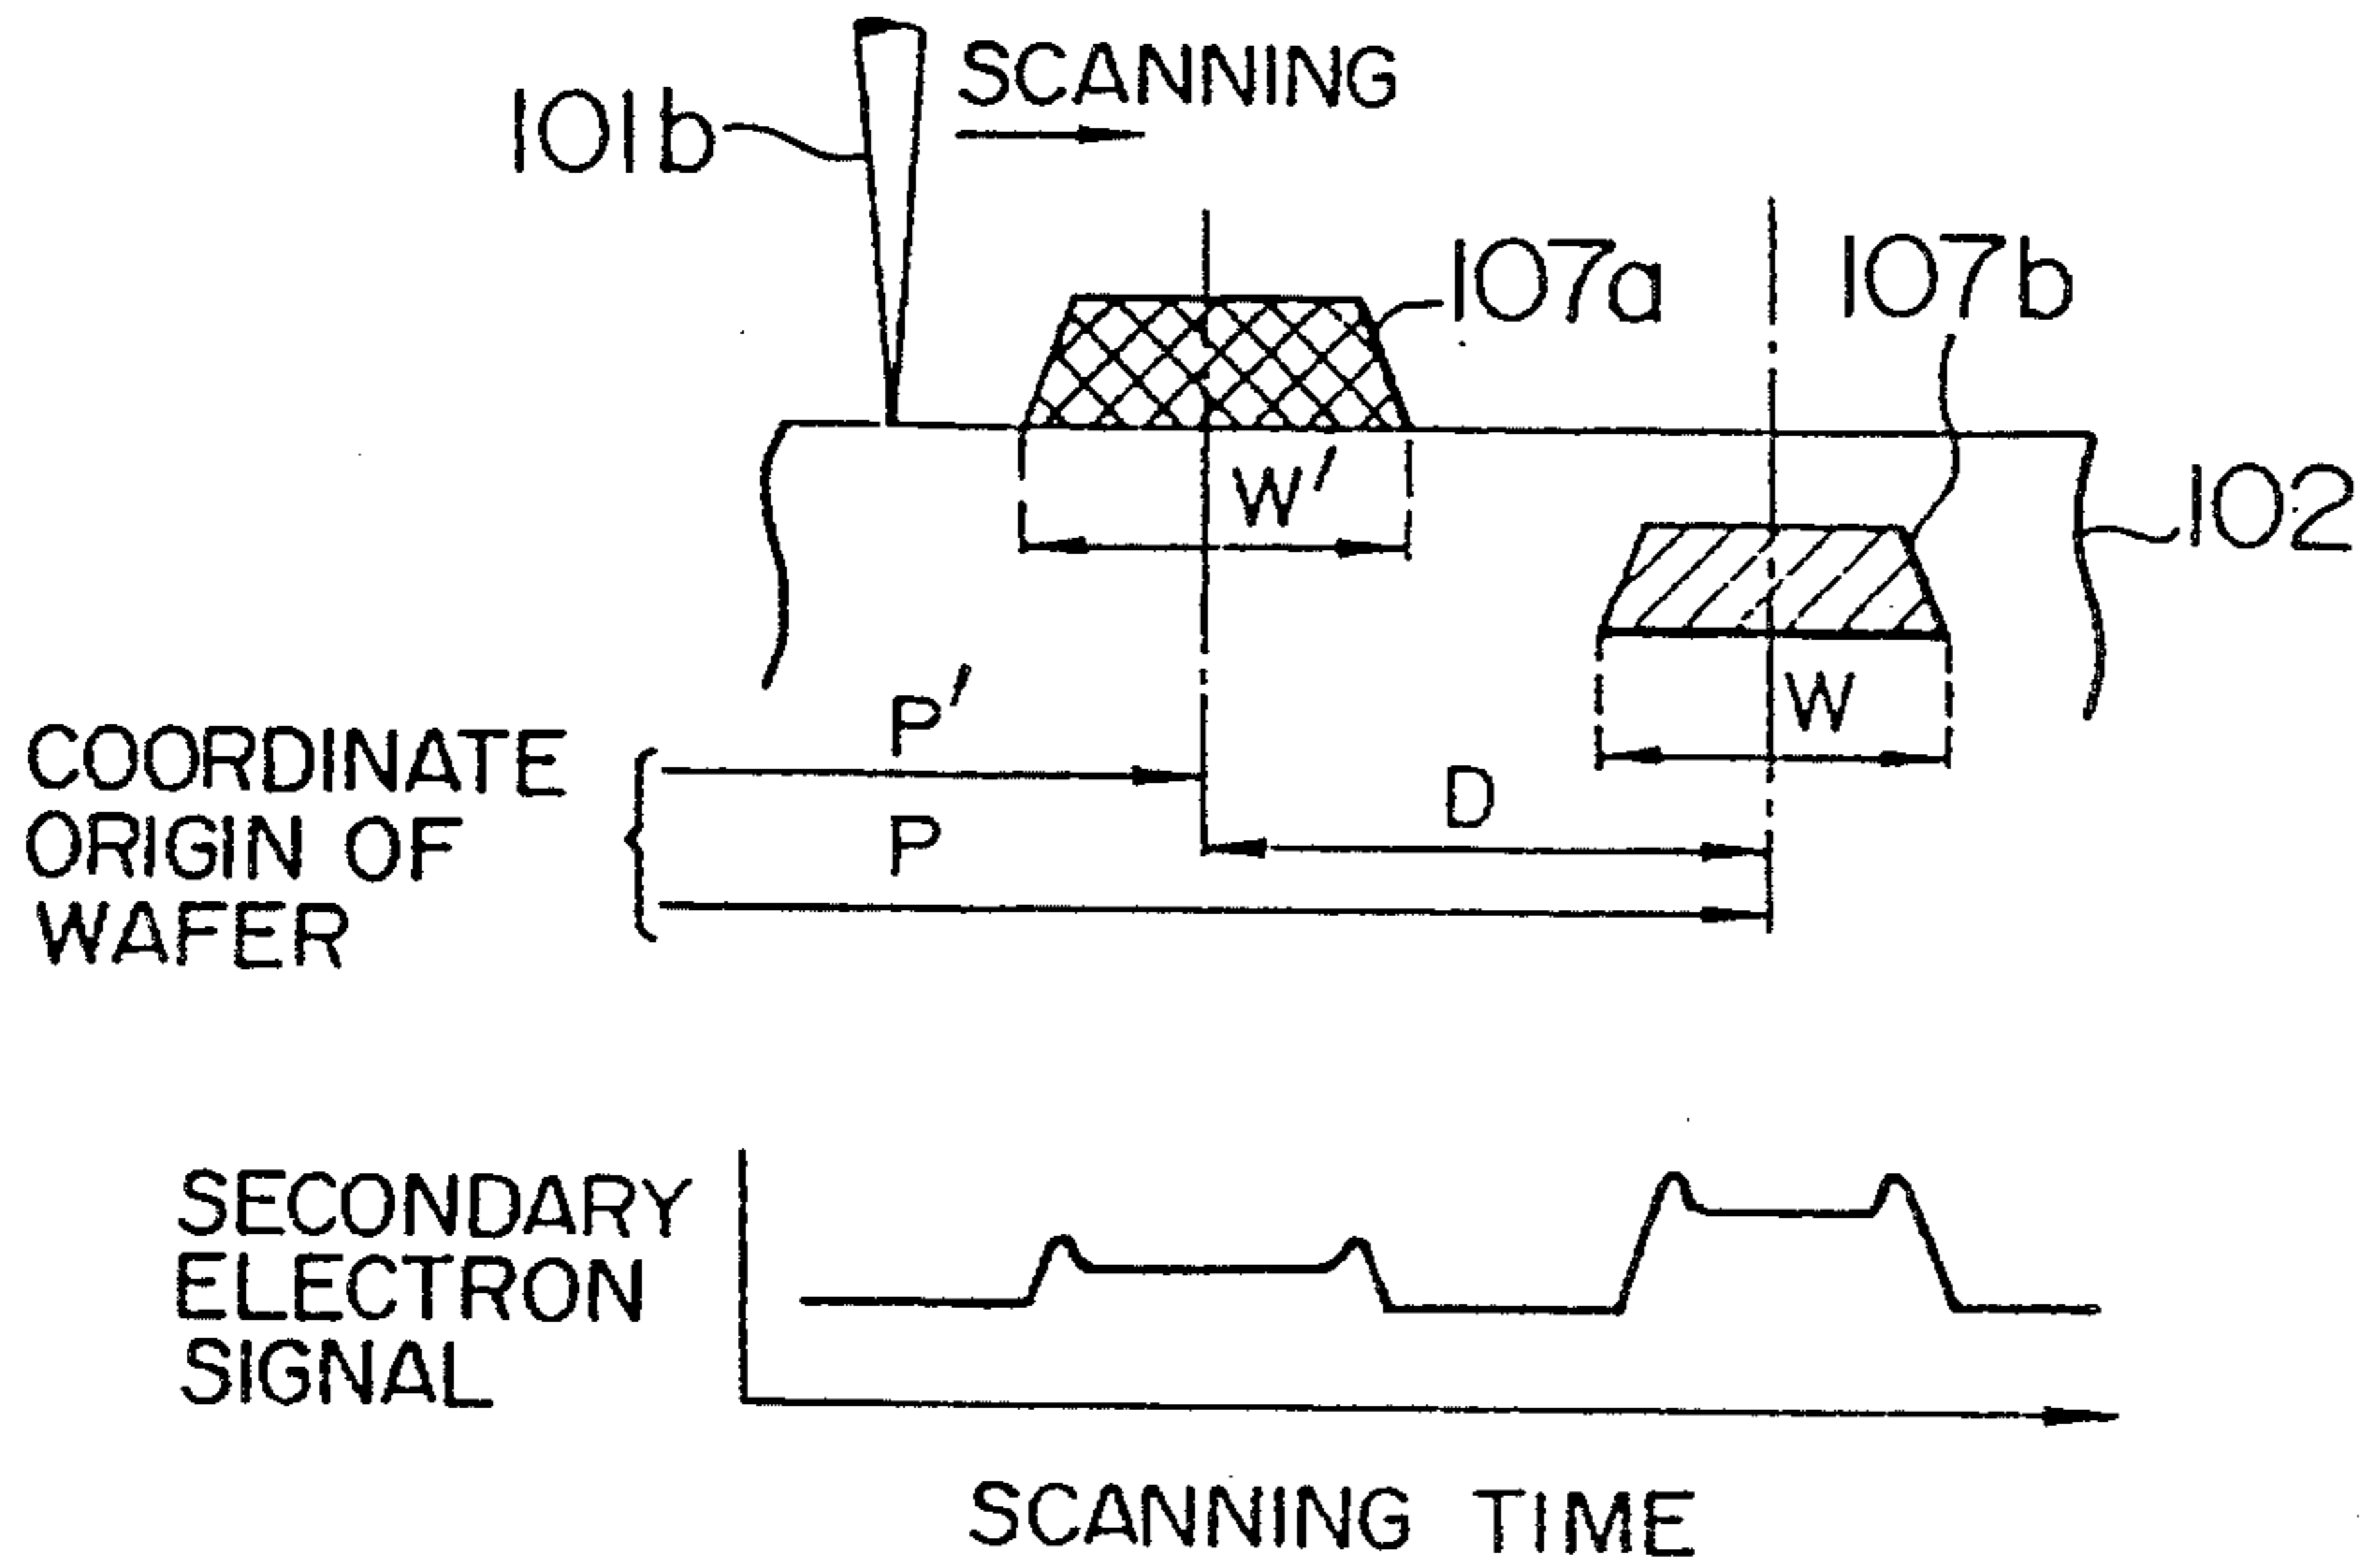 SCANNING
101b
107a
107b
W'
102
W
P'
COORDINATE
ORIGIN OF
WAFER
D
P
SECONDARY
ELECTRON
SIGNAL
SCANNING TIME